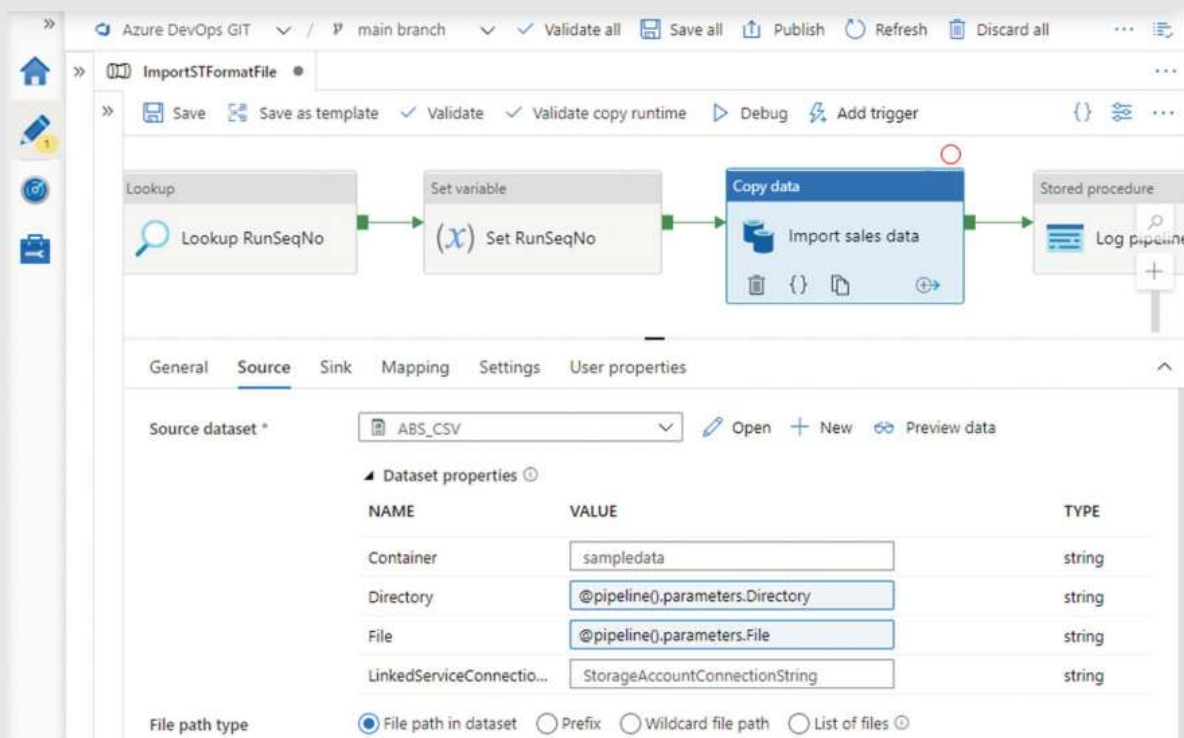 Azure DevOps GIT / main branch Validate all Save all Publish Refresh Discard all ...
ImportSTFormatFile ...
Save Save as template Validate Validate copy runtime Debug Add trigger {} ...
1
Lookup
Lookup RunSeqNo
Set variable
(x) Set RunSeqNo
Copy data
Import sales data
{}
Stored procedure
Log pipeline
General Source Sink Mapping Settings User properties
Source dataset * ABS_CSV Open New Preview data
Dataset properties
NAME VALUE TYPE
Container sampledata string
Directory @pipeline().parameters.Directory string
File @pipeline().parameters.File string
LinkedServiceConnectio... StorageAccountConnectionString string
File path type File path in dataset Prefix Wildcard file path List of files